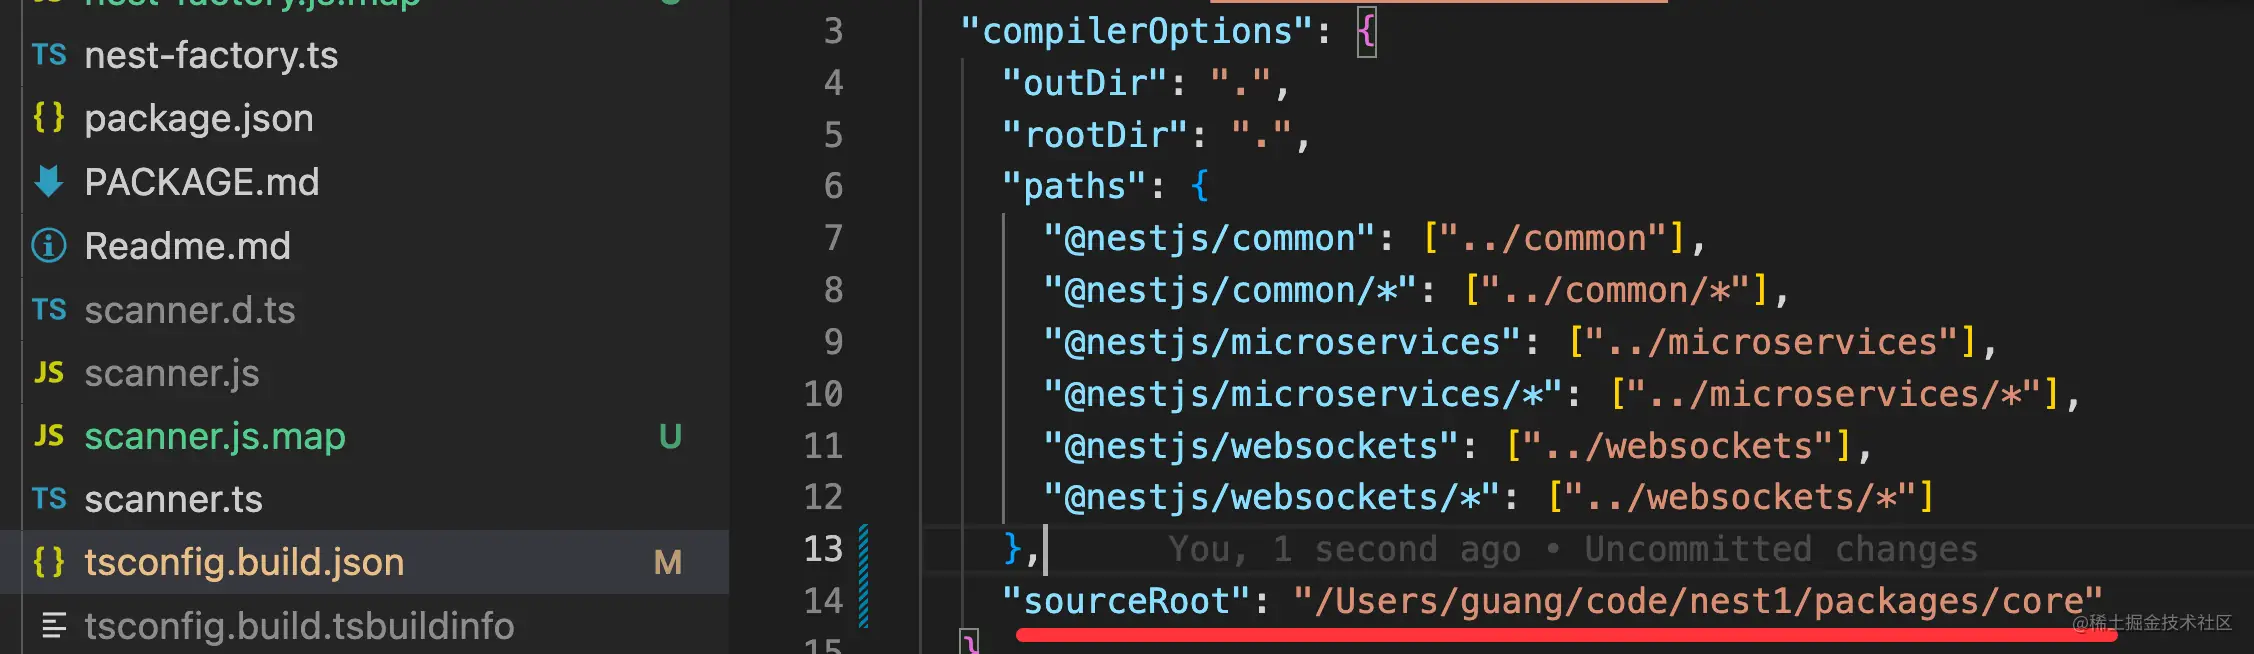 nest-factory.js.map
TS nest-factory.ts
{} package.json
PACKAGE.md
Readme.md
TS scanner.d.ts
JS scanner.js
JS scanner.js.map U
TS scanner.ts
{} tsconfig.build.json M
tsconfig.build.tsbuildinfo
3 "compilerOptions": {
4 "outDir": ".",
5 "rootDir": ".",
6 "paths": {
7 "@nestjs/common": ["../common"],
8 "@nestjs/common/*": ["../common/*"],
9 "@nestjs/microservices": ["../microservices"],
10 "@nestjs/microservices/*": ["../microservices/*"],
11 "@nestjs/websockets": ["../websockets"],
12 "@nestjs/websockets/*": ["../websockets/*"]
13 }, You, 1 second ago • Uncommitted changes
14 "sourceRoot": "/Users/guang/code/nest1/packages/core"
15 }
@稀土掘金技术社区